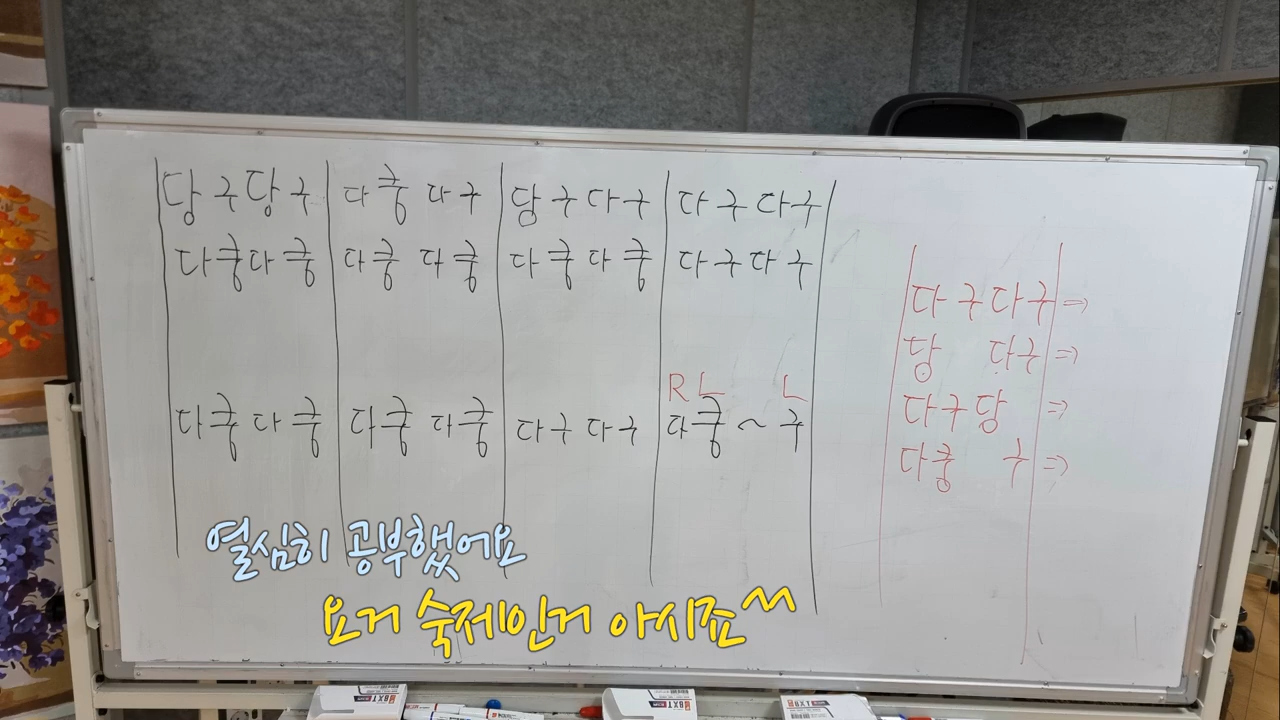 당구당구 다쿵다구 당구다구 다구다구
다쿵다쿵 다쿵다쿵 다쿵다쿵 다구다구
R L L
다쿵다쿵 다쿵다쿵 다구다구 다쿵~구
다구다구 ⇒
당 다구 ⇒
다구당 ⇒
다쿵 구 ⇒
열심히 공부했어요
요거 숙제인거 아시죠~
BXT
BXT
BXT